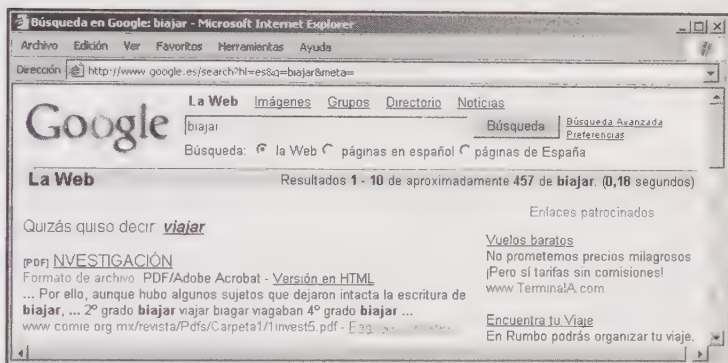 Búsqueda en Google: biajar - Microsoft Internet Explorer
Archivo Edición Ver Favoritos Herramientas Ayuda
Dirección http://www.google.es/search?hl=es&q=biajar&meta=
Google
La Web Imágenes Grupos Directorio Noticias
biajar Búsqueda Búsqueda Avanzada
Preferencias
Búsqueda: la Web páginas en español páginas de España
La Web Resultados 1 - 10 de aproximadamente 457 de biajar. (0,18 segundos)
Quizás quiso decir viajar
[PDF] NVESTIGACIÓN
Formato de archivo PDF/Adobe Acrobat - Versión en HTML
... Por ello, aunque hubo algunos sujetos que dejaron intacta la escritura de
biajar, ... 2º grado biajar viajar biagar viagaban 4º grado biajar ...
www comie org mx/revista/Pdfs/Carpeta1/1invest5.pdf -
Enlaces patrocinados
Vuelos baratos
No prometemos precios milagrosos
¡Pero sí tarifas sin comisiones!
www TerminalA.com
Encuentra tu Viaje
En Rumbo podrás organizar tu viaje.